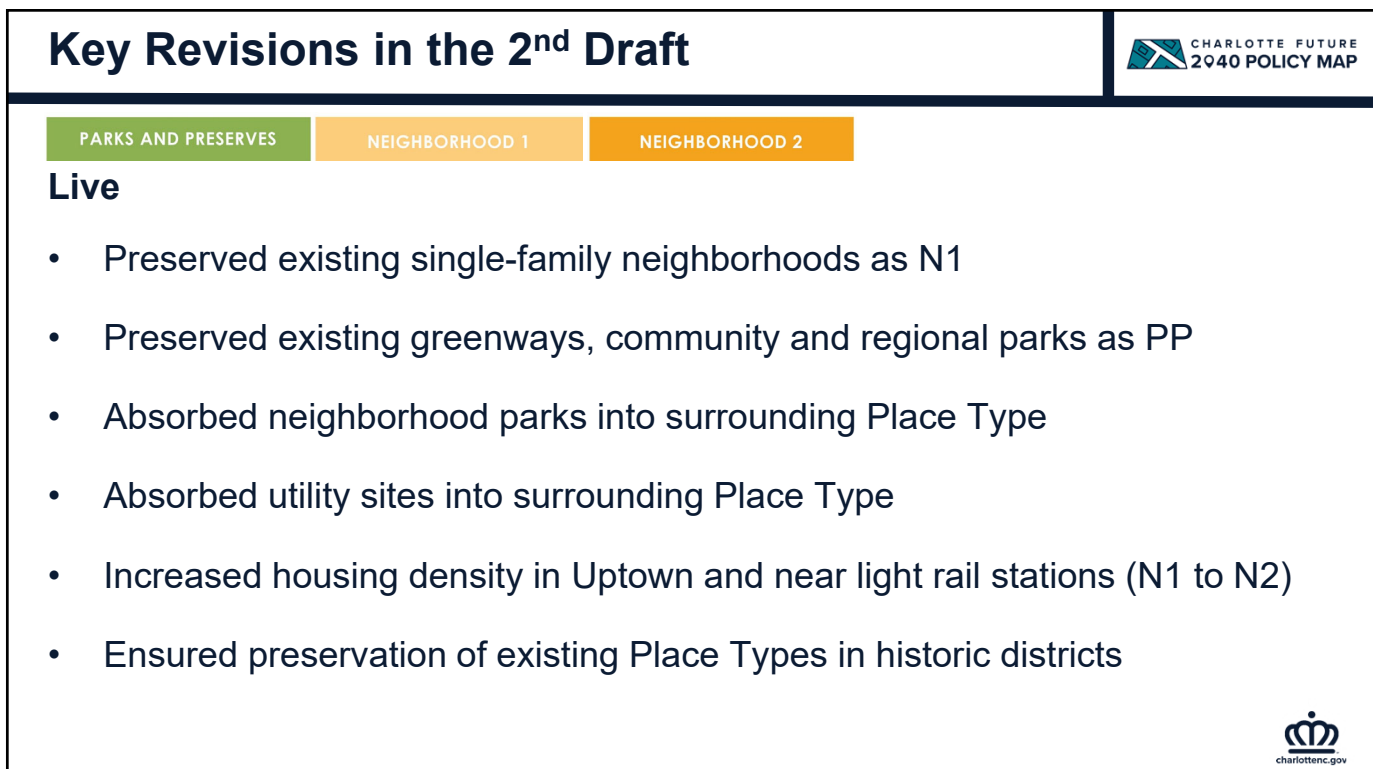 Key Revisions in the 2nd Draft
CHARLOTTE FUTURE
2040 POLICY MAP
PARKS AND PRESERVES
NEIGHBORHOOD 1
NEIGHBORHOOD 2
Live
• Preserved existing single-family neighborhoods as N1
• Preserved existing greenways, community and regional parks as PP
• Absorbed neighborhood parks into surrounding Place Type
• Absorbed utility sites into surrounding Place Type
• Increased housing density in Uptown and near light rail stations (N1 to N2)
• Ensured preservation of existing Place Types in historic districts
charlottenc.gov